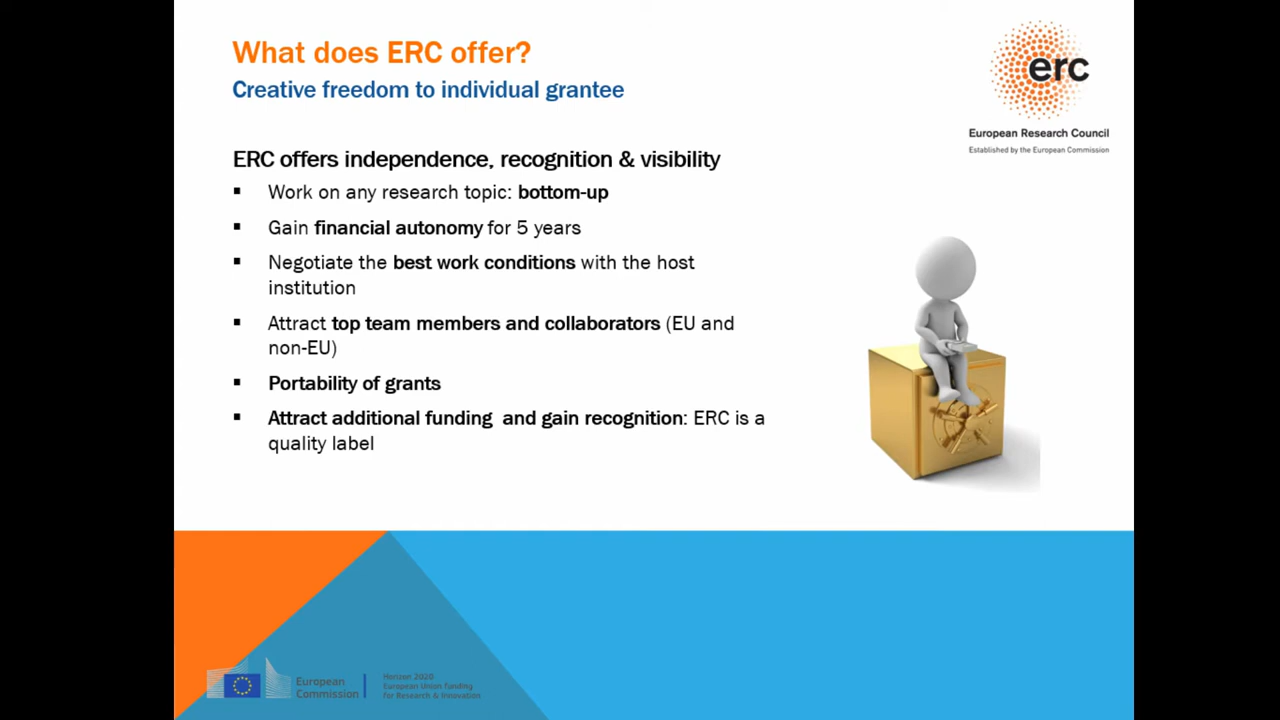 What does ERC offer?
Creative freedom to individual grantee
erc
European Research Council
Established by the European Commission
ERC offers independence, recognition & visibility
▪ Work on any research topic: bottom-up
▪ Gain financial autonomy for 5 years
▪ Negotiate the best work conditions with the host
institution
▪ Attract top team members and collaborators (EU and
non-EU)
▪ Portability of grants
▪ Attract additional funding and gain recognition: ERC is a
quality label
European
Commission
Horizon 2020
European Union funding
for Research & Innovation